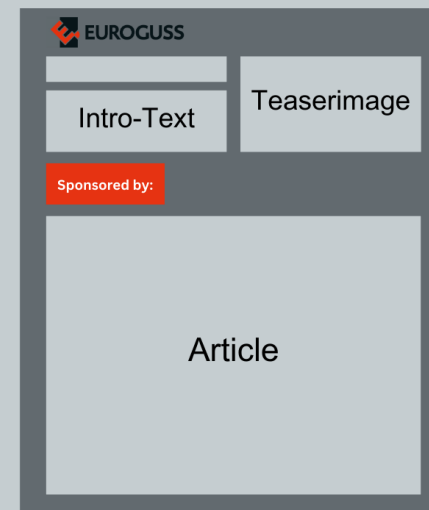 EUROGUSS
Intro-Text
Teaserimage
Sponsored by:
Article